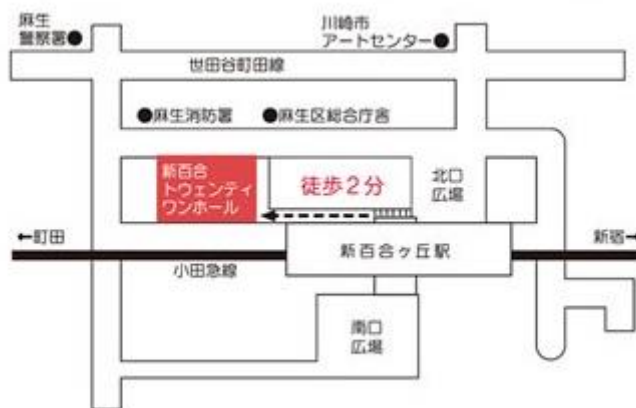 麻生
警察署●
川崎市
アートセンター●
世田谷町田線
●麻生消防署
●麻生区総合庁舎
新百合
トウェンティ
ワンホール
徒歩2分
北口
広場
←町田
新宿→
新百合ヶ丘駅
小田急線
南口
広場